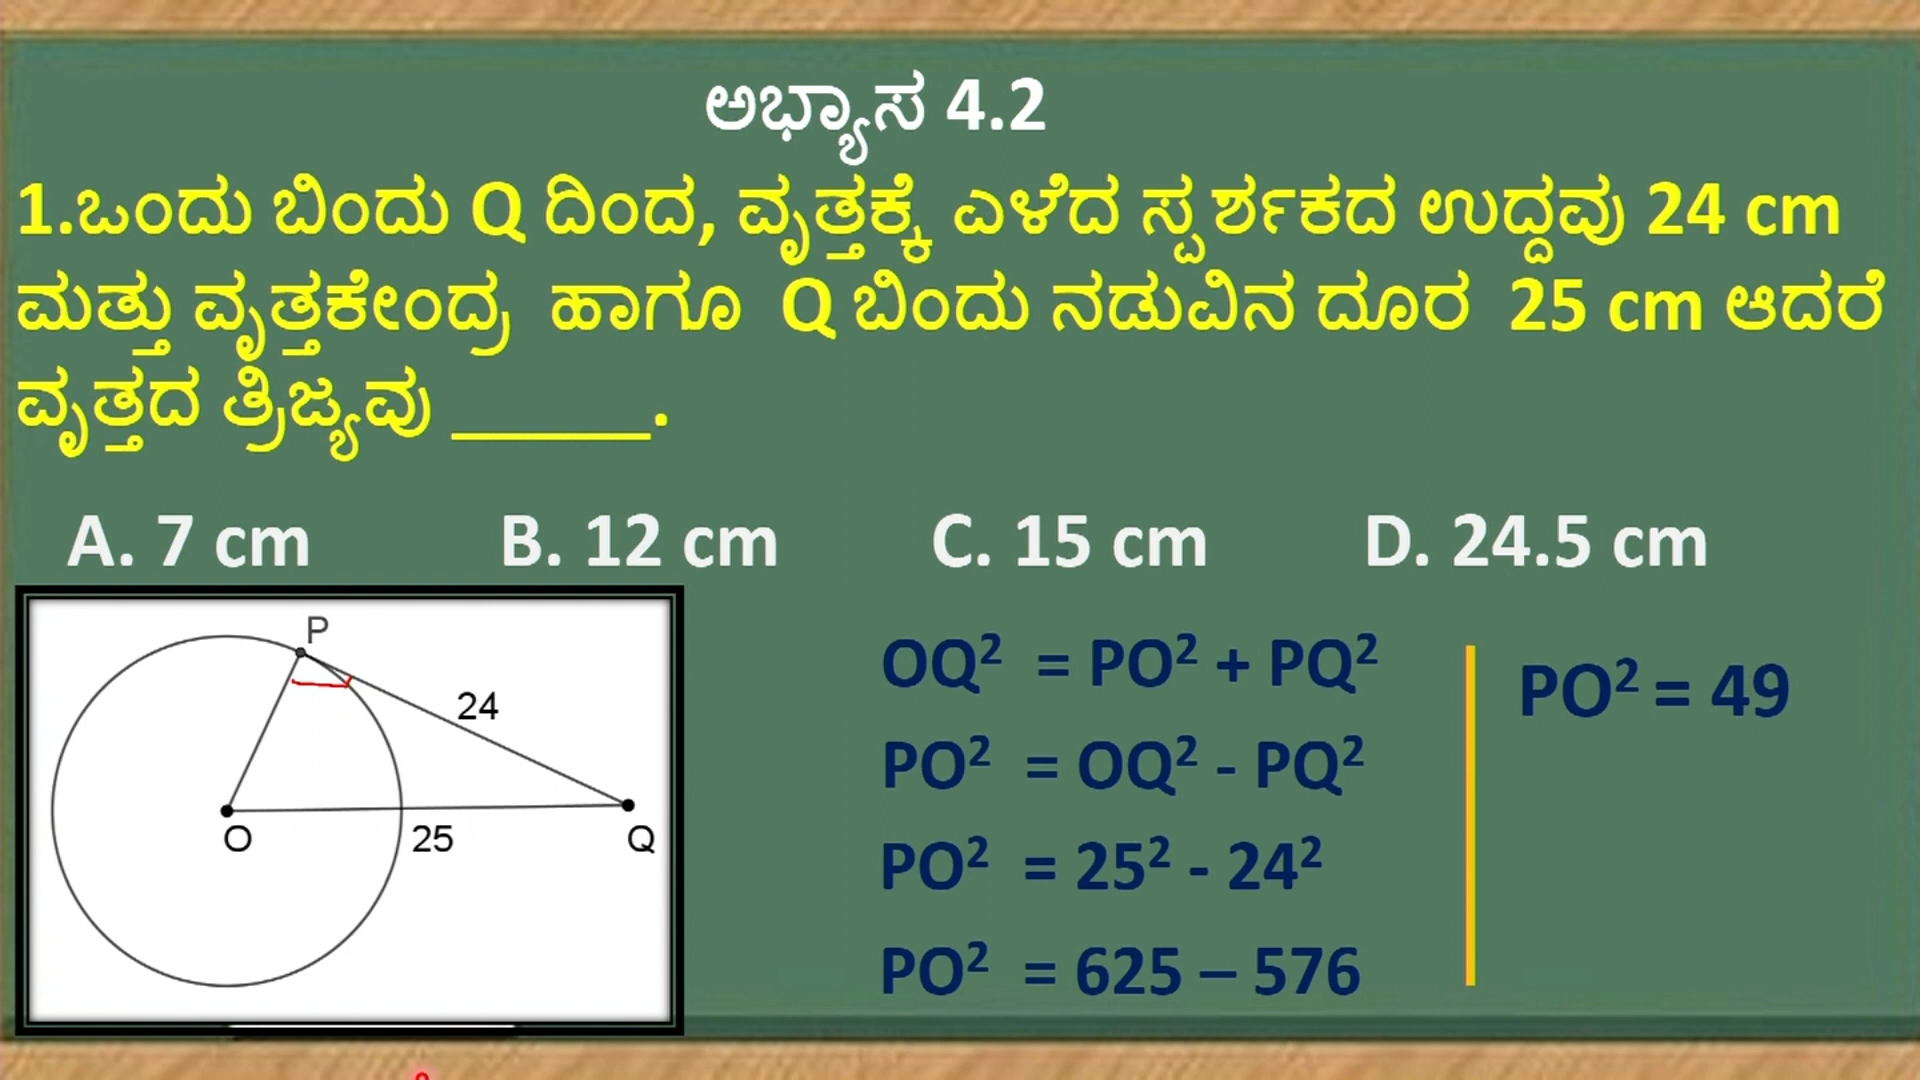 ಅಭ್ಯಾಸ 4.2
1.ಒಂದು ಬಿಂದು Q ದಿಂದ, ವೃತ್ತಕ್ಕೆ ಎಳೆದ ಸ್ಪರ್ಶಕದ ಉದ್ದವು 24 cm
ಮತ್ತು ವೃತ್ತಕೇಂದ್ರ ಹಾಗೂ Q ಬಿಂದು ನಡುವಿನ ದೂರ 25 cm ಆದರೆ
ವೃತ್ತದ ತ್ರಿಜ್ಯವು ______.
A. 7 cm B. 12 cm C. 15 cm D. 24.5 cm
P
24
O
25
Q
OQ² = PO² + PQ²
PO² = OQ² - PQ²
PO² = 25² - 24²
PO² = 625 – 576
PO² = 49